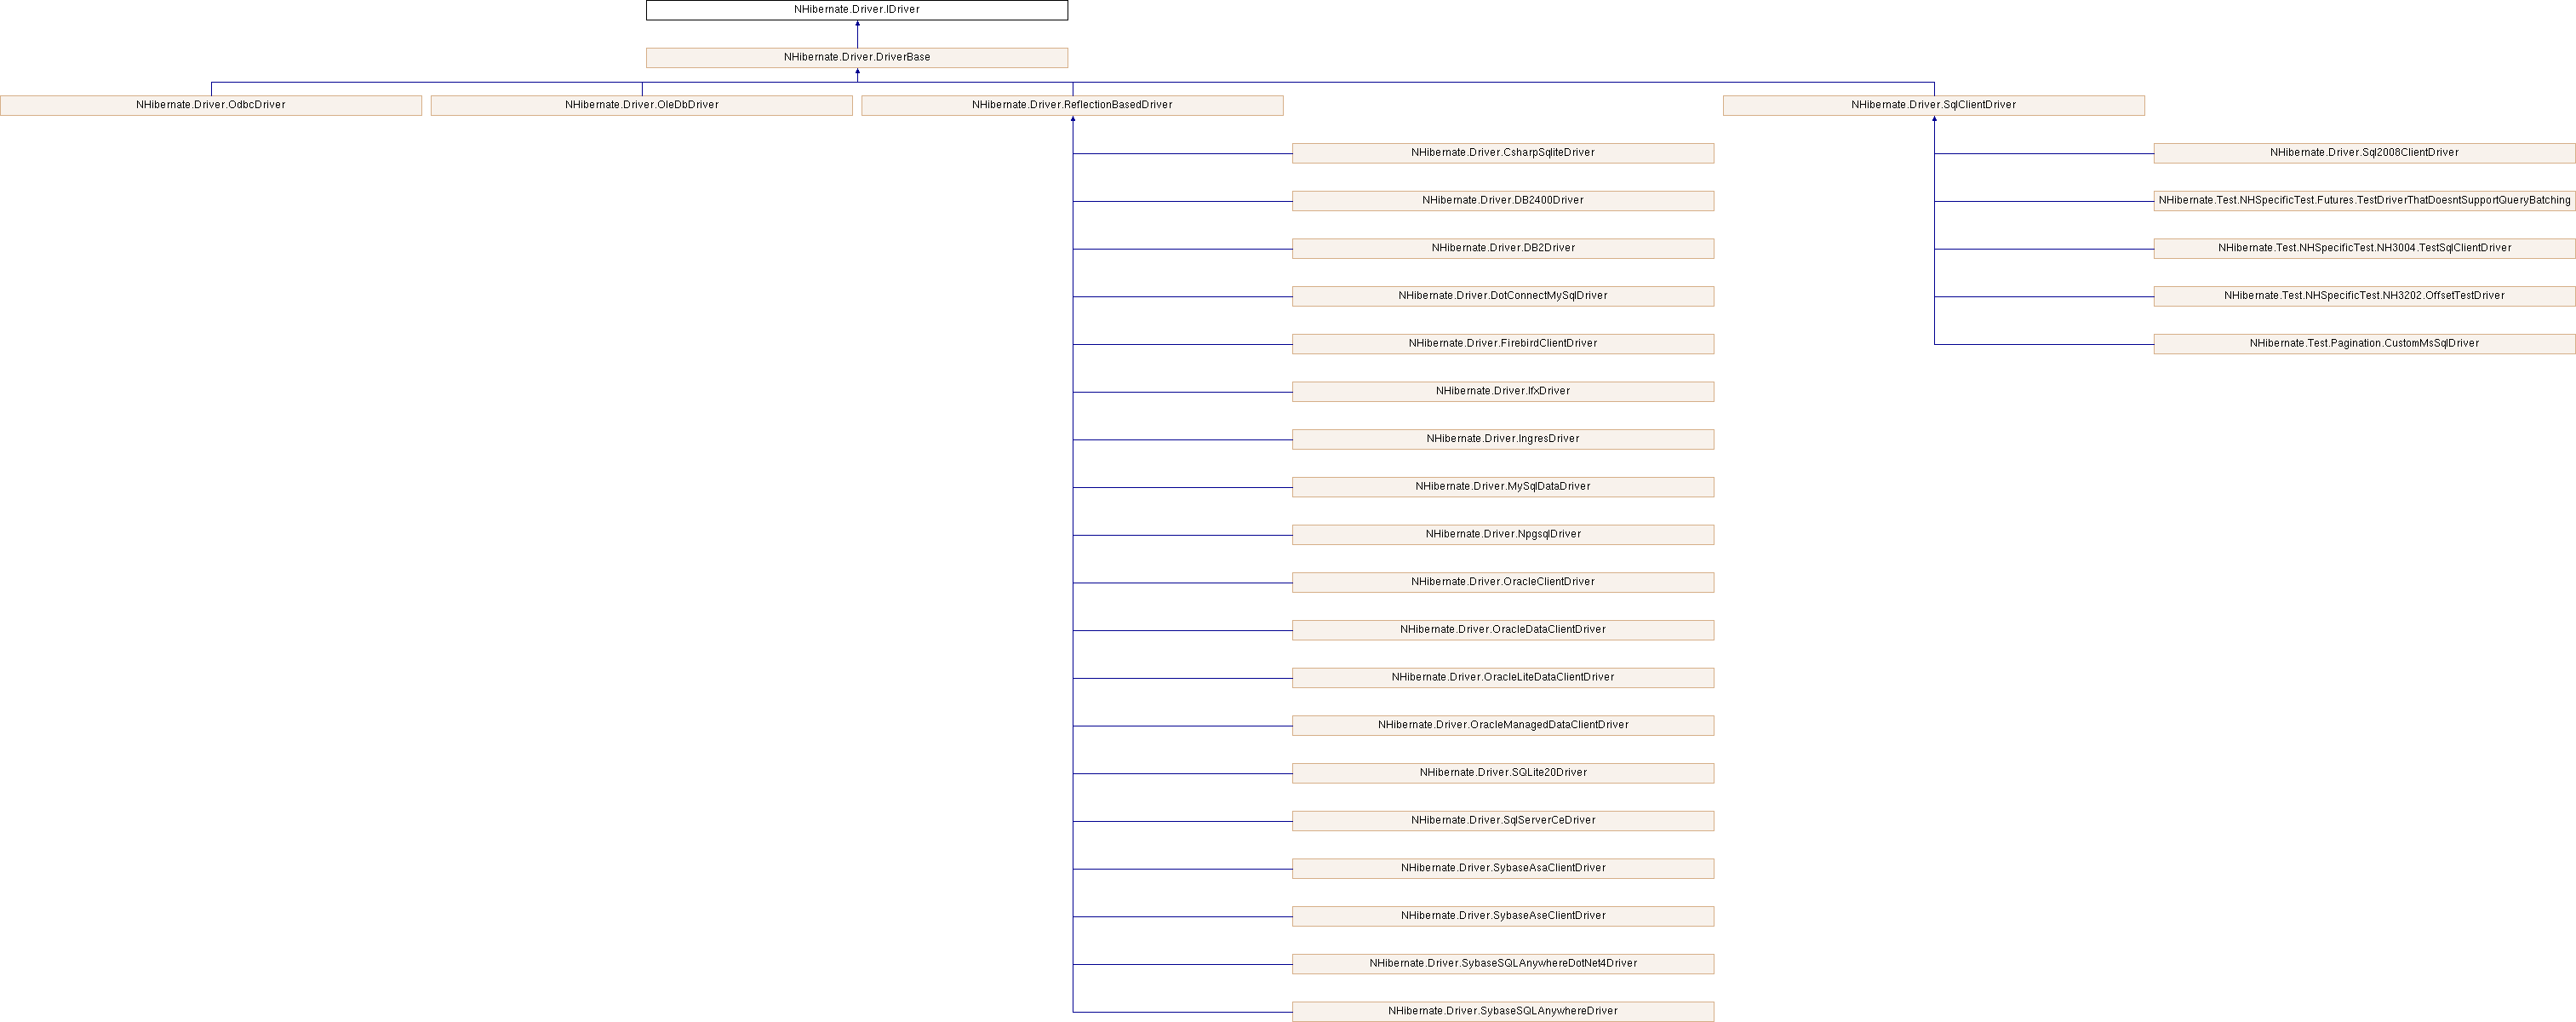 NHibernate.Driver.IDriver
NHibernate.Driver.DriverBase
NHibernate.Driver.OdbcDriver
NHibernate.Driver.OleDbDriver
NHibernate.Driver.ReflectionBasedDriver
NHibernate.Driver.SqlClientDriver
NHibernate.Driver.CsharpSqliteDriver
NHibernate.Driver.Sql2008ClientDriver
NHibernate.Driver.DB2400Driver
NHibernate.Test.NHSpecificTest.Futures.TestDriverThatDoesntSupportQueryBatching
NHibernate.Driver.DB2Driver
NHibernate.Test.NHSpecificTest.NH3004.TestSqlClientDriver
NHibernate.Driver.DotConnectMySqlDriver
NHibernate.Test.NHSpecificTest.NH3202.OffsetTestDriver
NHibernate.Driver.FirebirdClientDriver
NHibernate.Test.Pagination.CustomMsSqlDriver
NHibernate.Driver.IfxDriver
NHibernate.Driver.IngresDriver
NHibernate.Driver.MySqlDataDriver
NHibernate.Driver.NpgsqlDriver
NHibernate.Driver.OracleClientDriver
NHibernate.Driver.OracleDataClientDriver
NHibernate.Driver.OracleLiteDataClientDriver
NHibernate.Driver.OracleManagedDataClientDriver
NHibernate.Driver.SQLite20Driver
NHibernate.Driver.SqlServerCeDriver
NHibernate.Driver.SybaseAsaClientDriver
NHibernate.Driver.SybaseAseClientDriver
NHibernate.Driver.SybaseSQLAnywhereDotNet4Driver
NHibernate.Driver.SybaseSQLAnywhereDriver